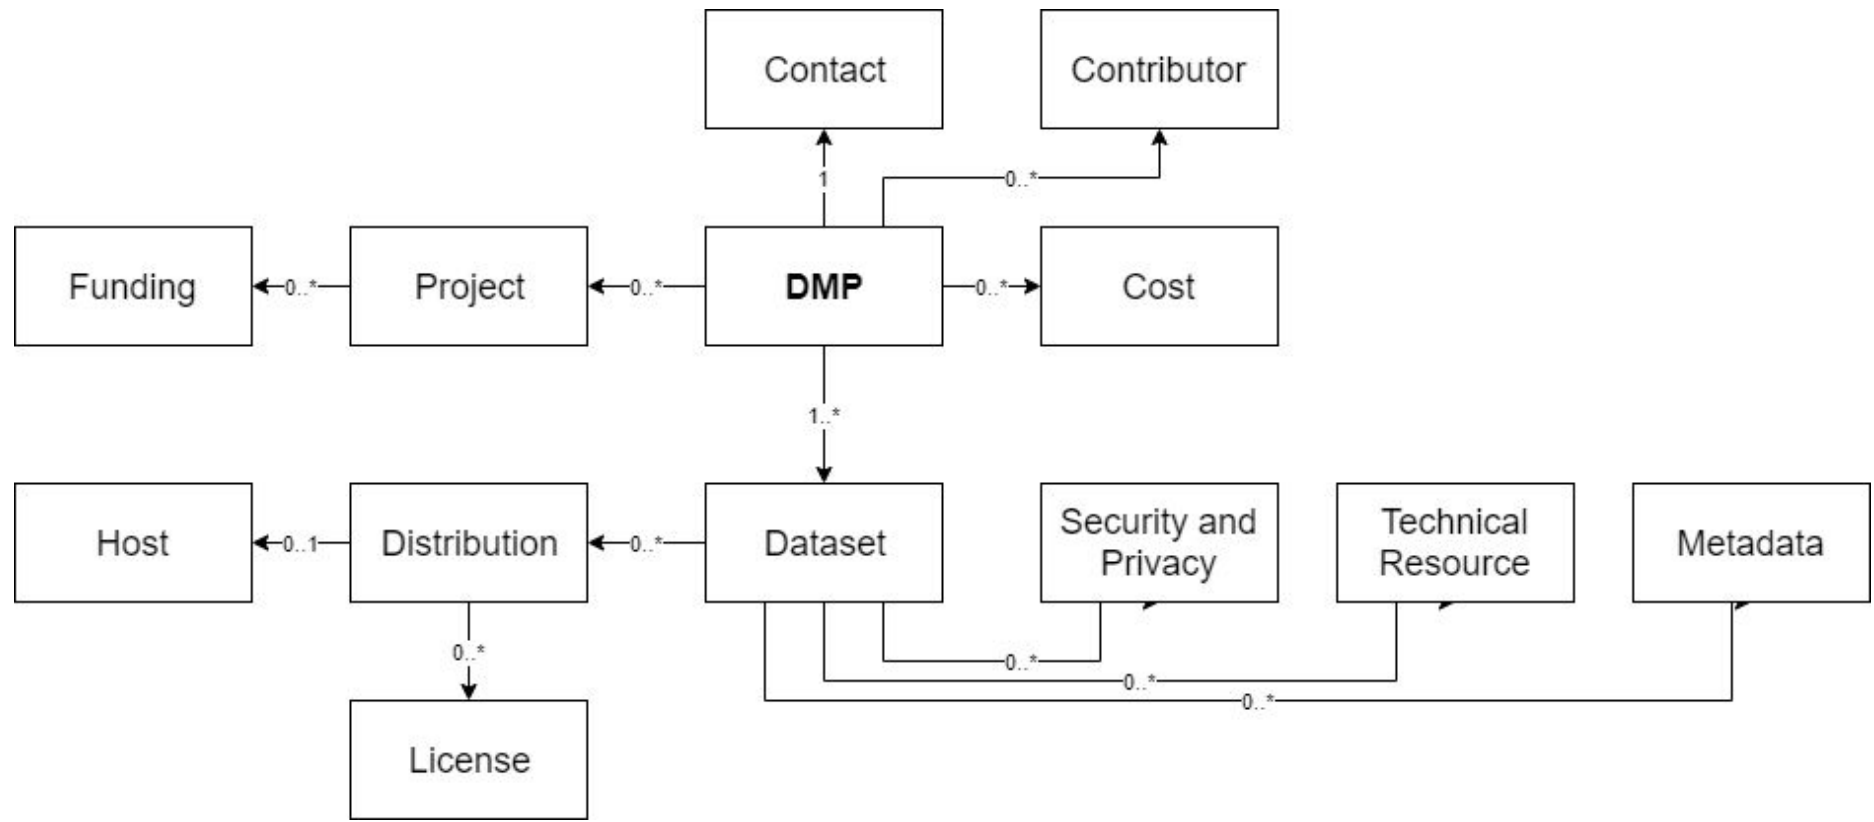 Contact
Contributor
1
0..*
Funding
0..*
Project
0..*
DMP
0..*
Cost
1..*
Host
0..1
Distribution
0..*
Dataset
Security and
Privacy
Technical
Resource
Metadata
0..*
0..*
0..*
0..*
License